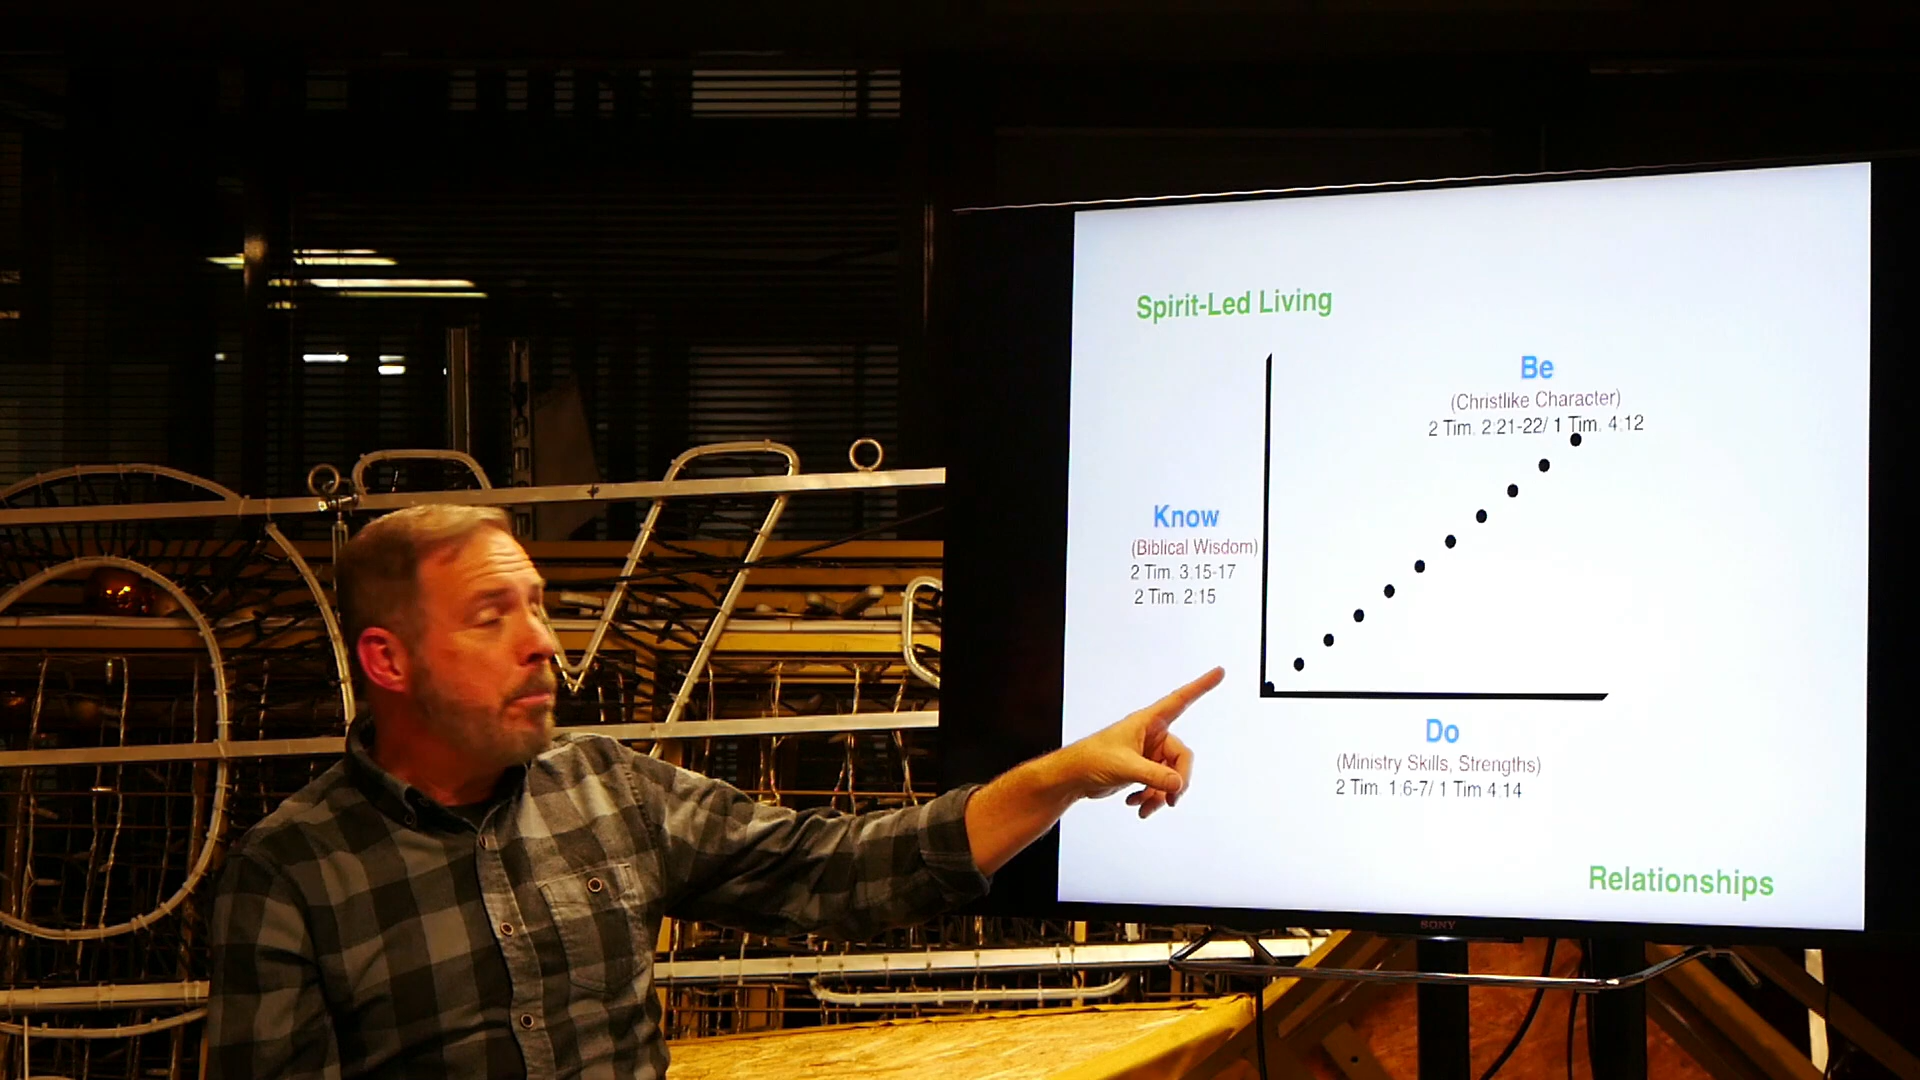 Spirit-Led Living
Be
(Christlike Character)
2 Tim. 2:21-22/ 1 Tim. 4:12
Know
(Biblical Wisdom)
2 Tim. 3:15-17
2 Tim. 2:15
Do
(Ministry Skills, Strengths)
2 Tim. 1:6-7/ 1 Tim 4:14
Relationships
SONY